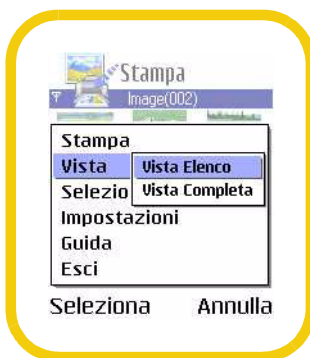 Stampa
Image(002)
Stampa
Vista
Vista Elenco
Selezio
Vista Completa
Impostazioni
Guida
Esci
Seleziona Annulla